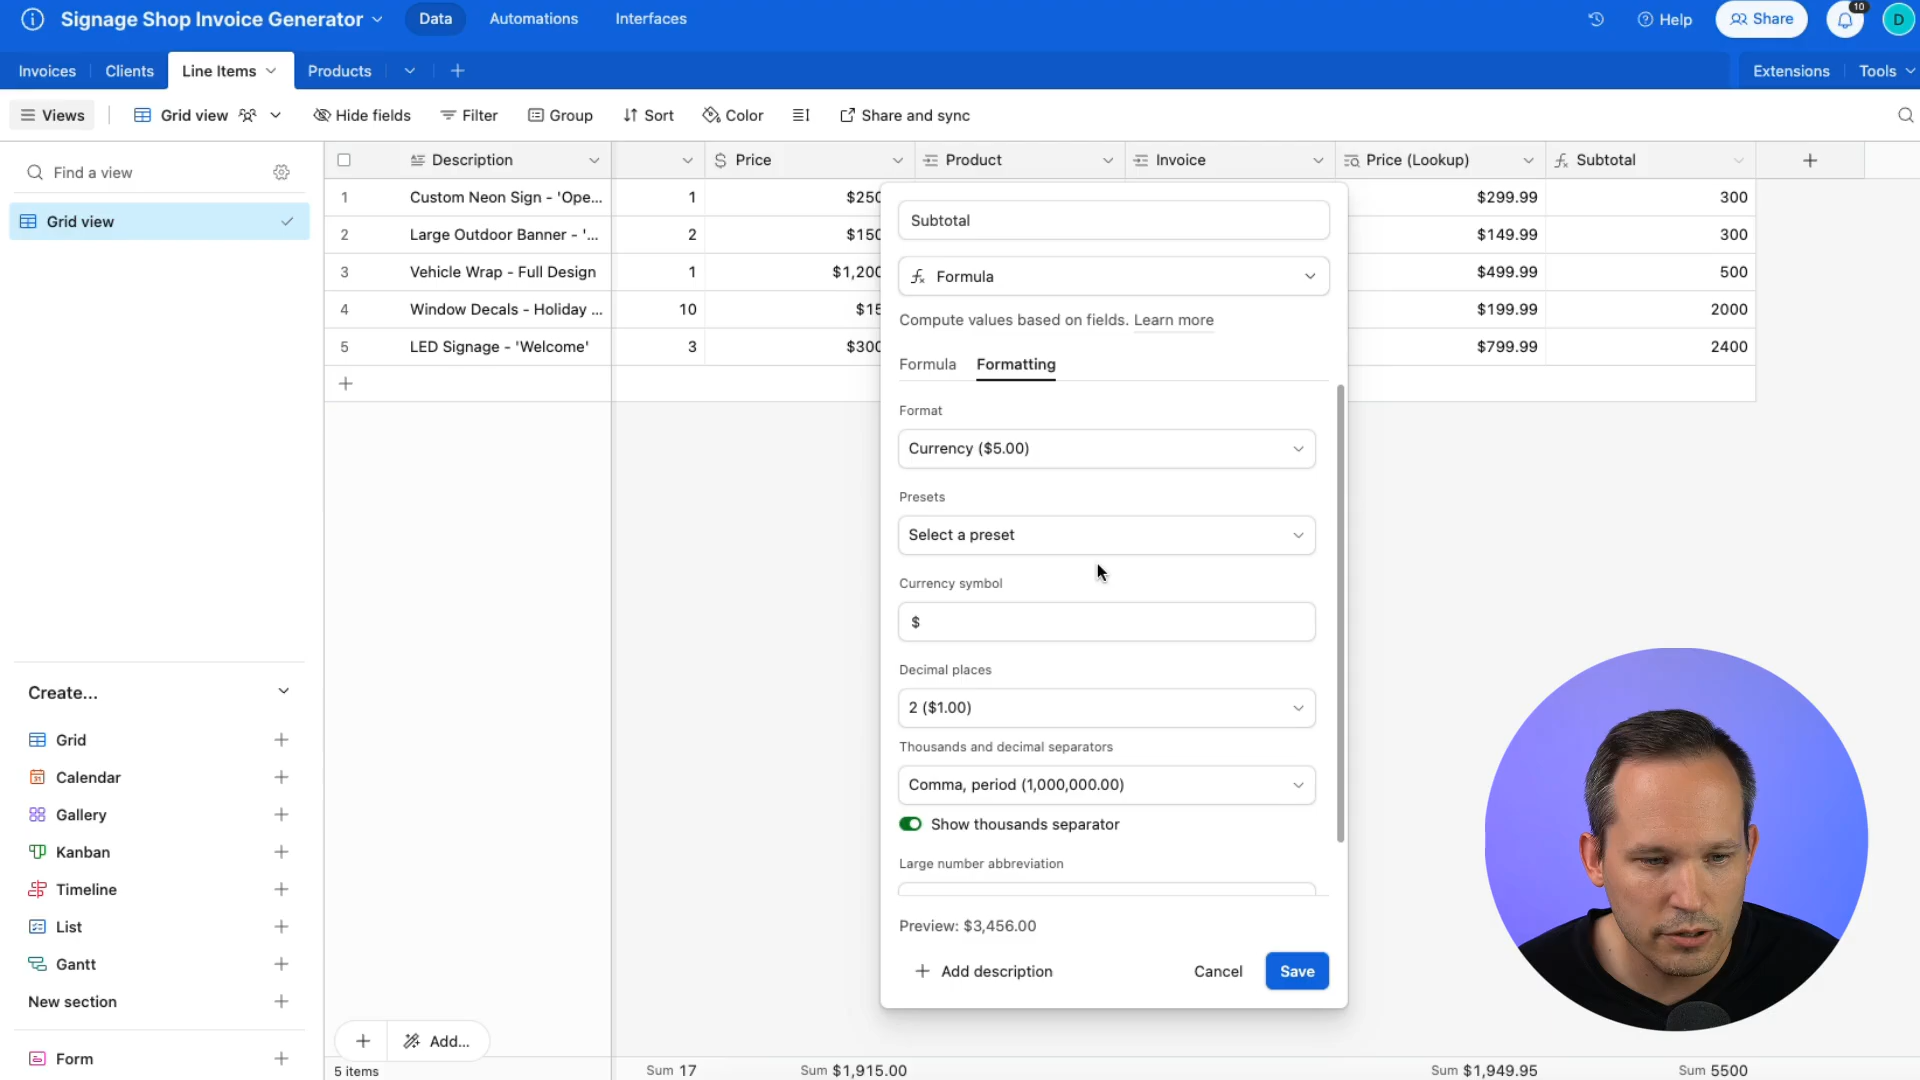 Signage Shop Invoice Generator
Data
Automations
Interfaces
Help
Share
10
D
Invoices
Clients
Line Items
Products
Extensions
Tools
Views
Grid view
Hide fields
Filter
Group
Sort
Color
Share and sync
Find a view
Grid view
Description
Price
Product
Invoice
Price (Lookup)
Subtotal
1 Custom Neon Sign - 'Ope... 1 $250 $299.99 300
2 Large Outdoor Banner - '... 2 $150 $149.99 300
3 Vehicle Wrap - Full Design 1 $1,200 $499.99 500
4 Window Decals - Holiday ... 10 $15 $199.99 2000
5 LED Signage - 'Welcome' 3 $300 $799.99 2400
Subtotal
Formula
Compute values based on fields. Learn more
Formula Formatting
Format
Currency ($5.00)
Presets
Select a preset
Currency symbol
$
Decimal places
2 ($1.00)
Thousands and decimal separators
Comma, period (1,000,000.00)
Show thousands separator
Large number abbreviation
Preview: $3,456.00
Add description
Cancel
Save
Create...
Grid
Calendar
Gallery
Kanban
Timeline
List
Gantt
New section
Form
Add...
5 items
Sum 17
Sum $1,915.00
Sum $1,949.95
Sum 5500